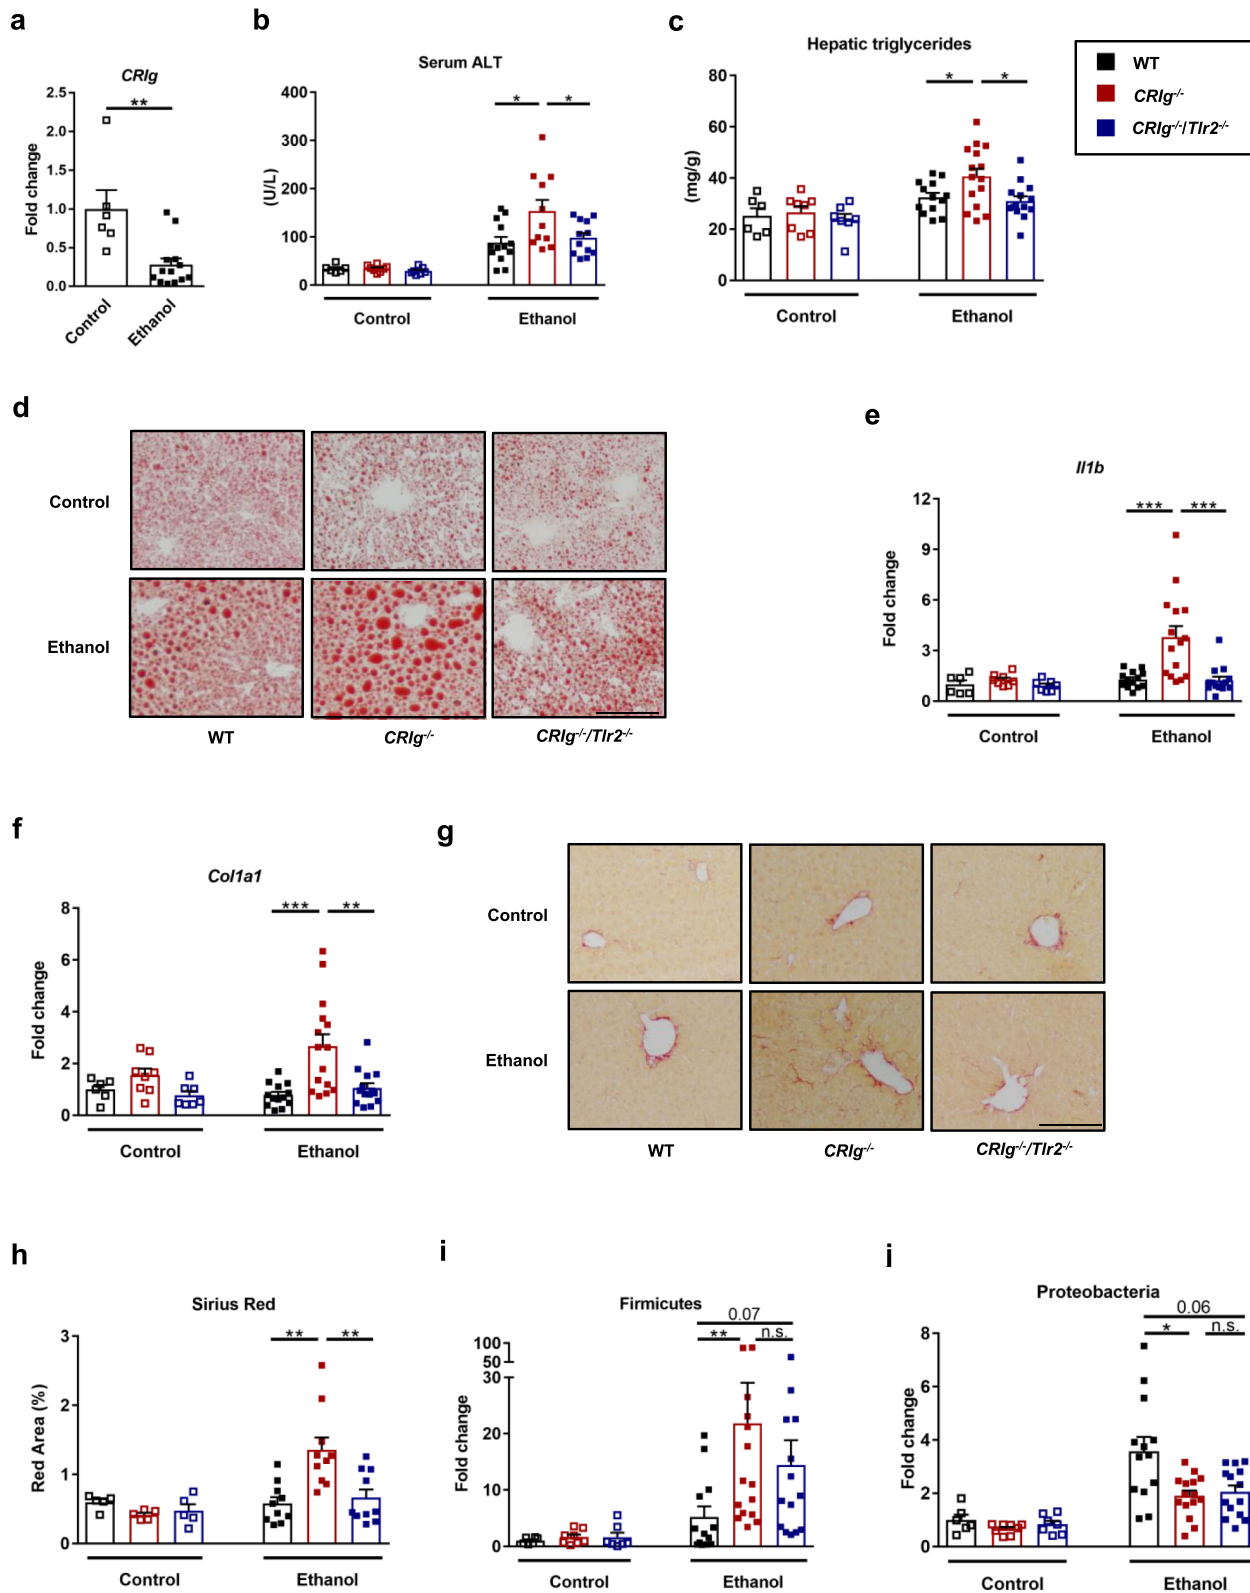 a
CRIg
**
Fold change
2.5
2.0
1.5
1.0
0.5
0.0
Control
Ethanol
b
Serum ALT
* *
(U/L)
400
300
200
100
0
Control
Ethanol
c
Hepatic triglycerides
* *
(mg/g)
80
60
40
20
0
Control
Ethanol
WT
CRIg-/-
CRIg-/-/Tlr2-/-
d
Control
Ethanol
WT
CRIg-/-
CRIg-/-/Tlr2-/-
e
Il1b
*** ***
Fold change
12
9
6
3
0
Control
Ethanol
f
Col1a1
*** **
Fold change
8
6
4
2
0
Control
Ethanol
g
Control
Ethanol
WT
CRIg-/-
CRIg-/-/Tlr2-/-
h
Sirius Red
** **
Red Area (%)
3
2
1
0
Control
Ethanol
i
Firmicutes
0.07
** n.s.
Fold change
100
50
30
20
10
0
Control
Ethanol
j
Proteobacteria
0.06
* n.s.
Fold change
8
6
4
2
0
Control
Ethanol